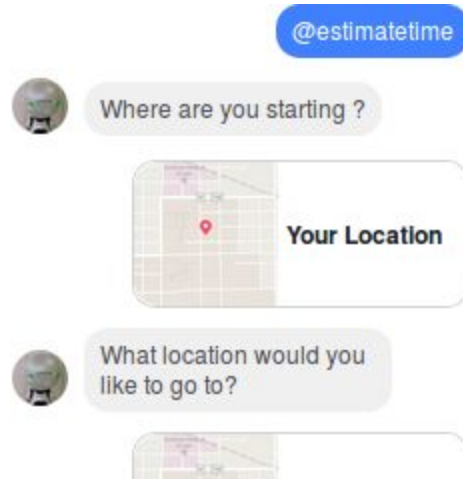 @estimatetime
Where are you starting ?
Your Location
What location would you
like to go to?